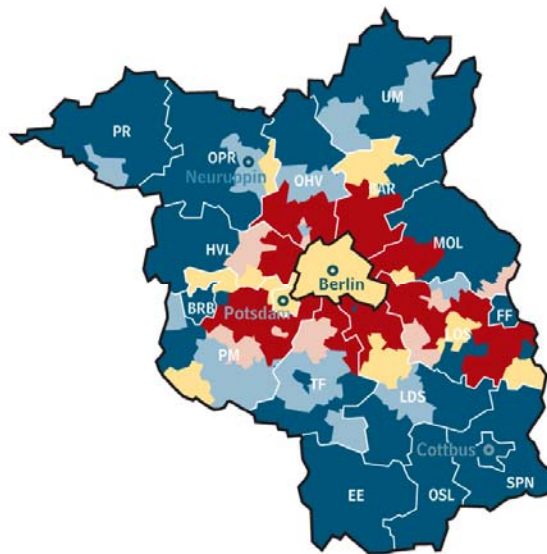 UM
PR
OPR
Neuruppin
OHV
BAR
HVL
MOL
Berlin
BRB
Potsdam
FF
LOS
PM
TF
LDS
Cottbus
SPN
EE
OSL